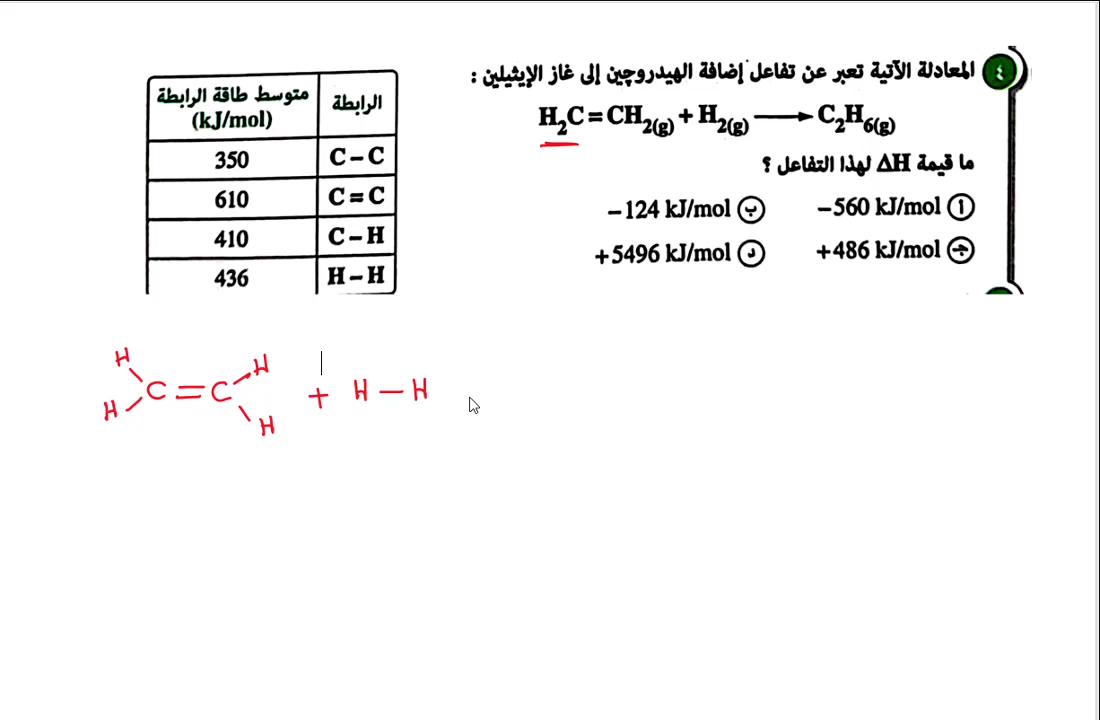 ٤ المعادلة الآتية تعبر عن تفاعل إضافة الهيدروچين إلى غاز الإيثيلين :
H₂C = CH₂(g) + H₂(g) ⟶ C₂H₆(g)
ما قيمة ΔH لهذا التفاعل ؟
أ −560 kJ/mol ب −124 kJ/mol
ج +486 kJ/mol د +5496 kJ/mol
الرابطة متوسط طاقة الرابطة (kJ/mol)
C – C 350
C = C 610
C – H 410
H – H 436
H H
C = C + H — H
H H